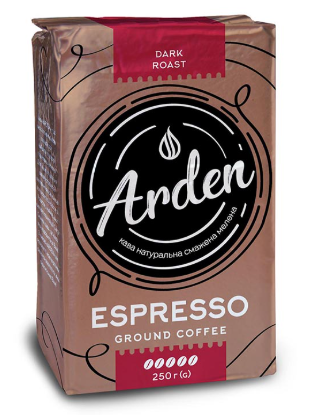 DARK
ROAST
Arden
кава натуральна смажена мелена
ESPRESSO
GROUND COFFEE
250 г (G)